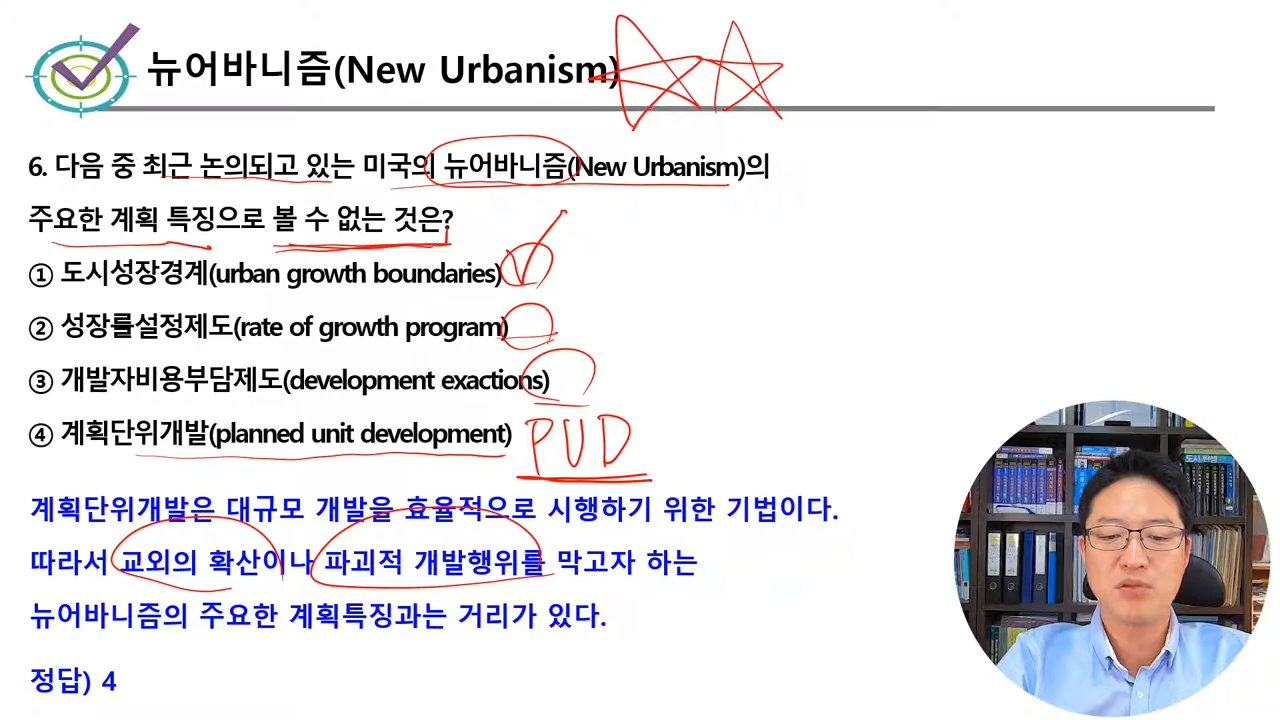 뉴어바니즘(New Urbanism)
6. 다음 중 최근 논의되고 있는 미국의 뉴어바니즘(New Urbanism)의
주요한 계획 특징으로 볼 수 없는 것은?
① 도시성장경계(urban growth boundaries)
② 성장률설정제도(rate of growth program)
③ 개발자비용부담제도(development exactions)
④ 계획단위개발(planned unit development) PUD
계획단위개발은 대규모 개발을 효율적으로 시행하기 위한 기법이다.
따라서 교외의 확산이나 파괴적 개발행위를 막고자 하는
뉴어바니즘의 주요한 계획특징과는 거리가 있다.
정답) 4